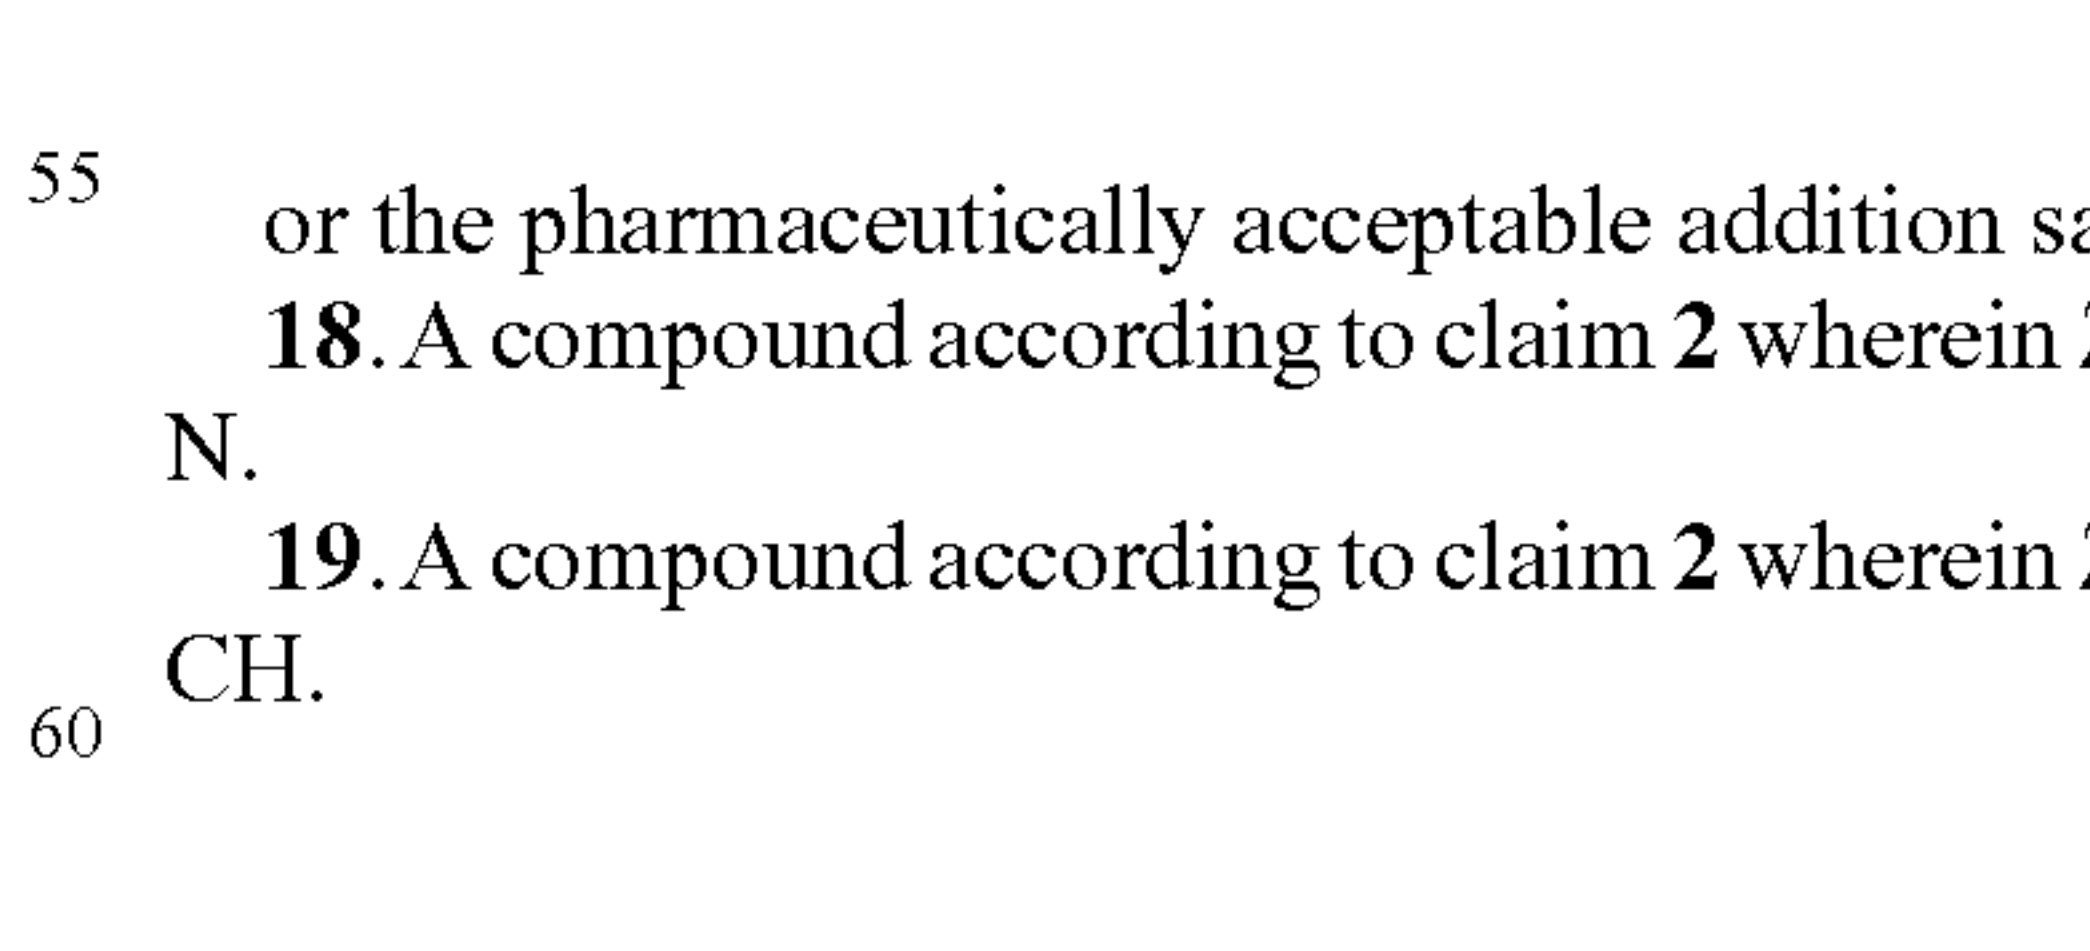 55
or the pharmaceutically acceptable addition
18. A compound according to claim 2 wherein
N.
19. A compound according to claim 2 wherein
CH.
60